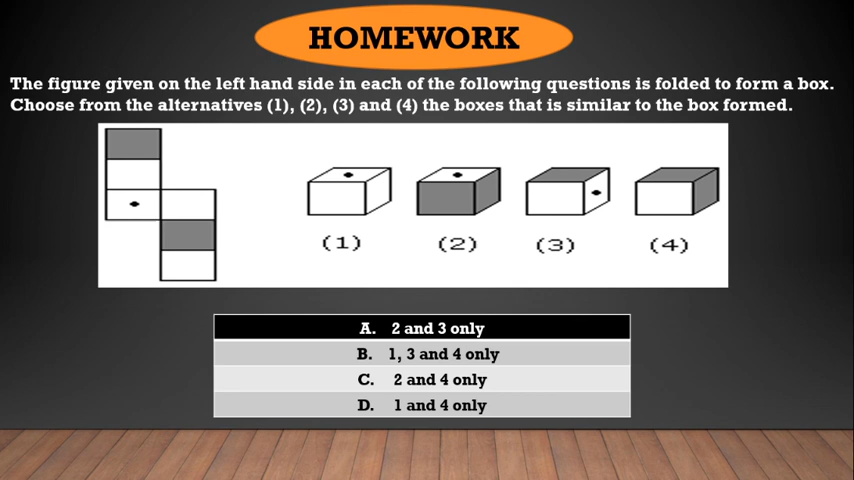 HOMEWORK
The figure given on the left hand side in each of the following questions is folded to form a box.
Choose from the alternatives (1), (2), (3) and (4) the boxes that is similar to the box formed.
(1) (2) (3) (4)
A. 2 and 3 only
B. 1, 3 and 4 only
C. 2 and 4 only
D. 1 and 4 only